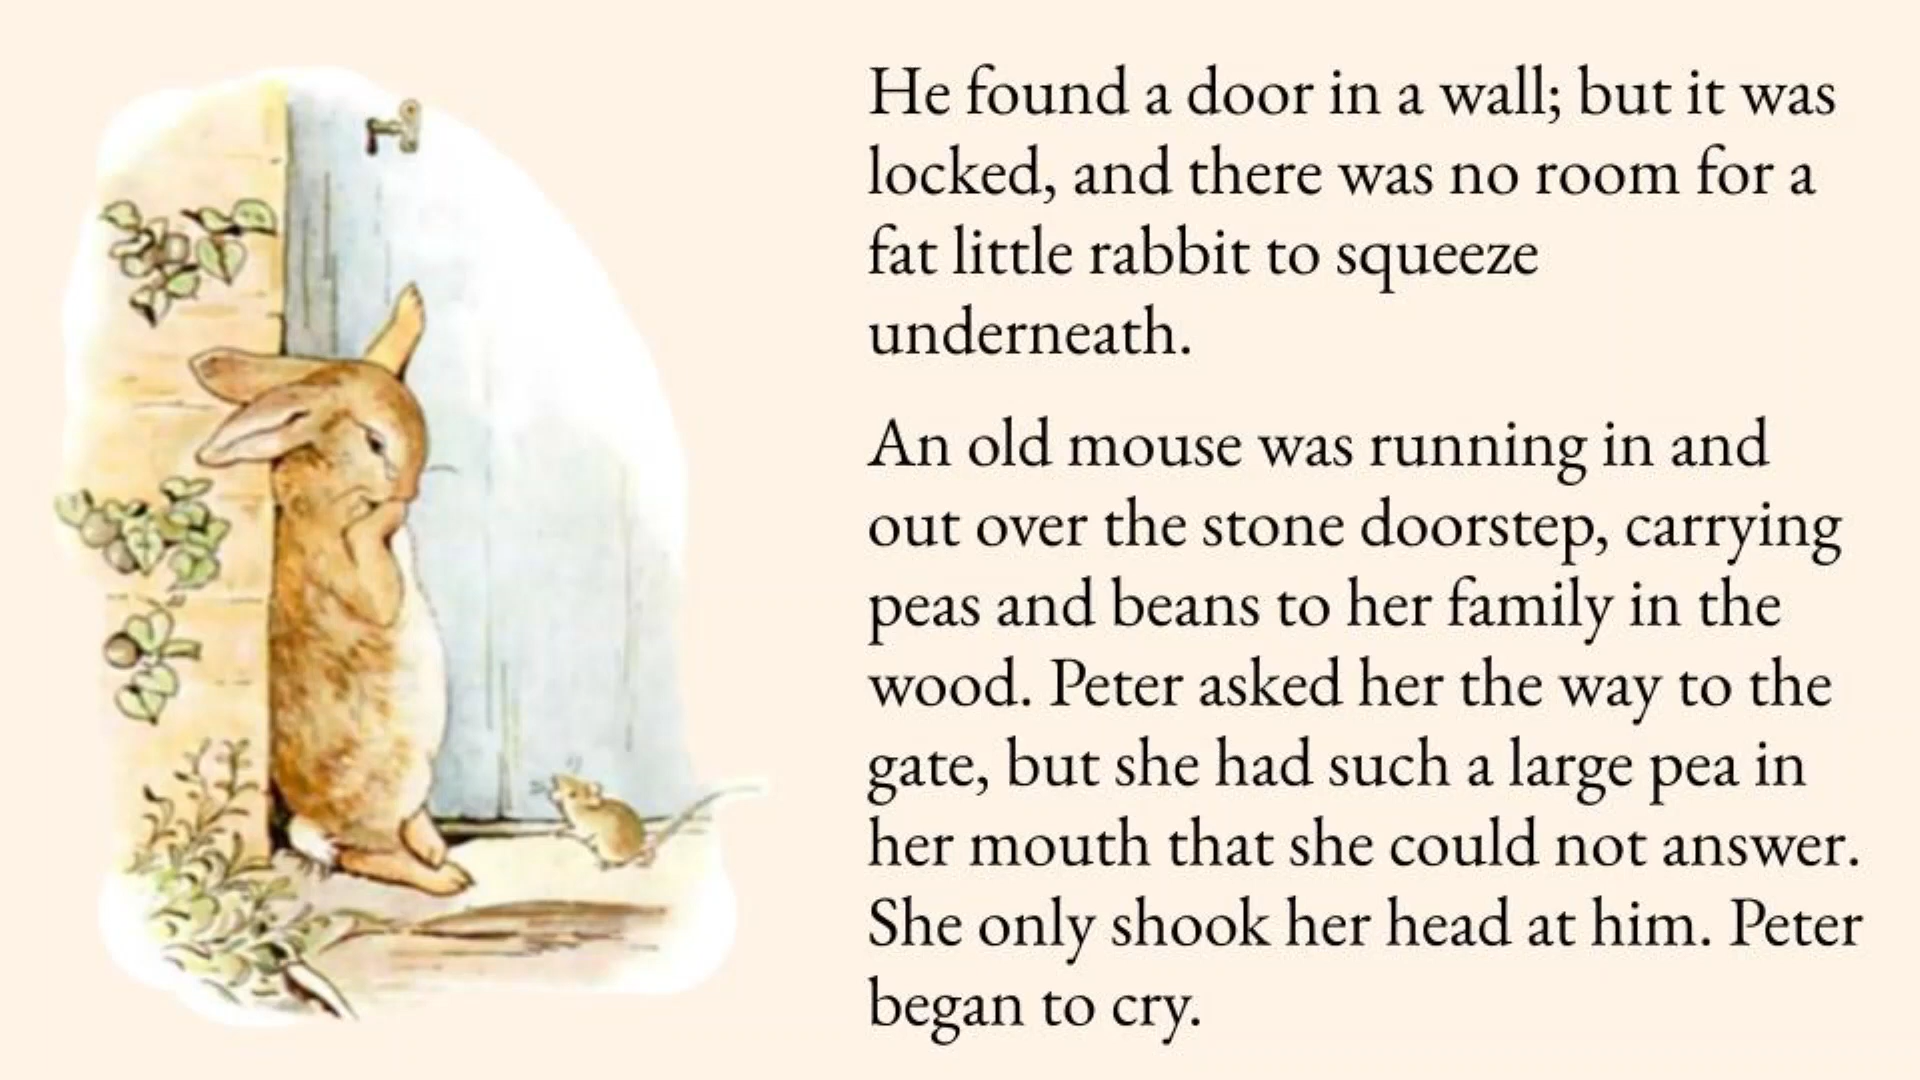 He found a door in a wall; but it was
locked, and there was no room for a
fat little rabbit to squeeze
underneath.
An old mouse was running in and
out over the stone doorstep, carrying
peas and beans to her family in the
wood. Peter asked her the way to the
gate, but she had such a large pea in
her mouth that she could not answer.
She only shook her head at him. Peter
began to cry.